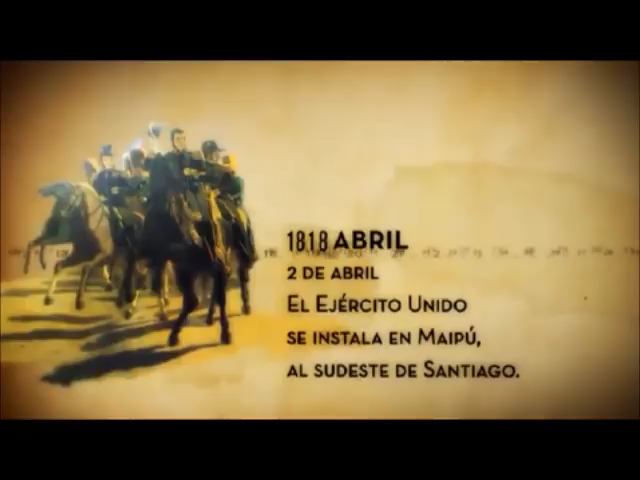 1818 ABRIL
2 DE ABRIL
EL EJÉRCITO UNIDO
SE INSTALA EN MAIPÚ,
AL SUDESTE DE SANTIAGO.